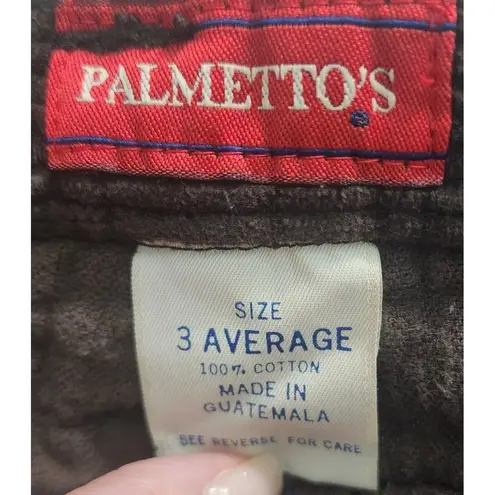 PALMETTO'S
SIZE
3 AVERAGE
100% COTTON
MADE IN
GUATEMALA
SEE REVERSE FOR CARE